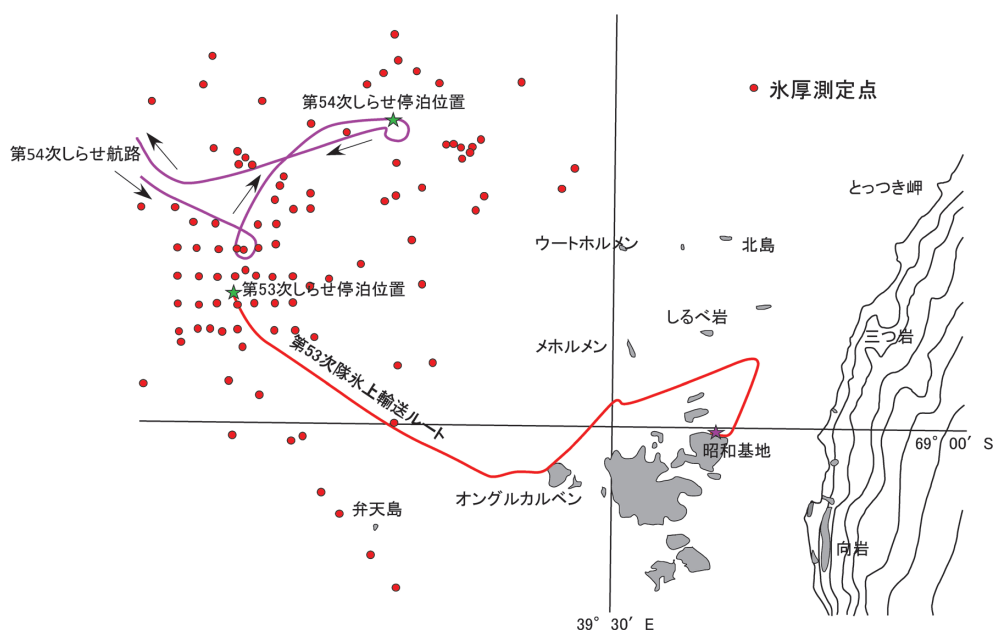 氷厚測定点
第54次しらせ停泊位置
第54次しらせ航路
とっつき岬
ウートホルメン
北島
第53次しらせ停泊位置
しるべ岩
三つ岩
メホルメン
第53次隊氷上輸送ルート
昭和基地
69° 00′ S
オングルカルベン
弁天島
向岩
39° 30′ E